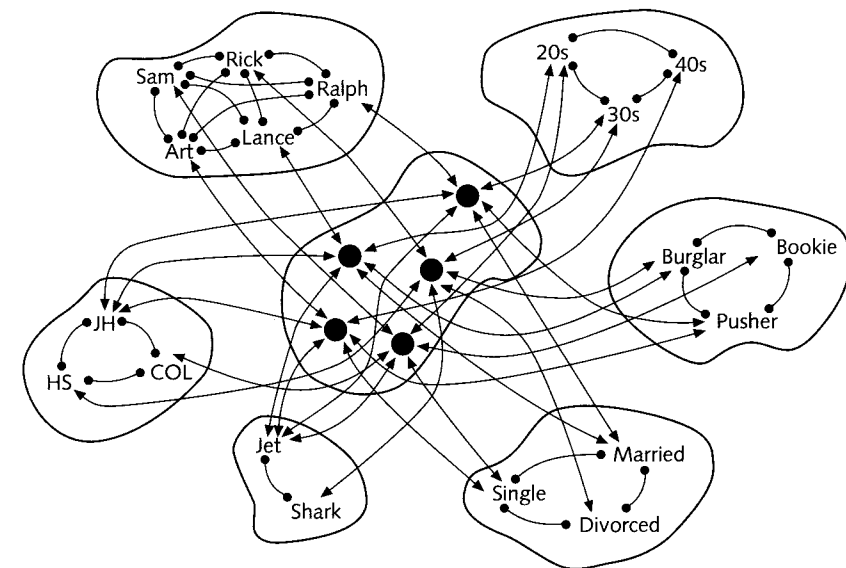 Rick
Sam
Ralph
Lance
Art
20s
40s
30s
Burglar
Bookie
Pusher
JH
HS
COL
Jet
Shark
Married
Single
Divorced